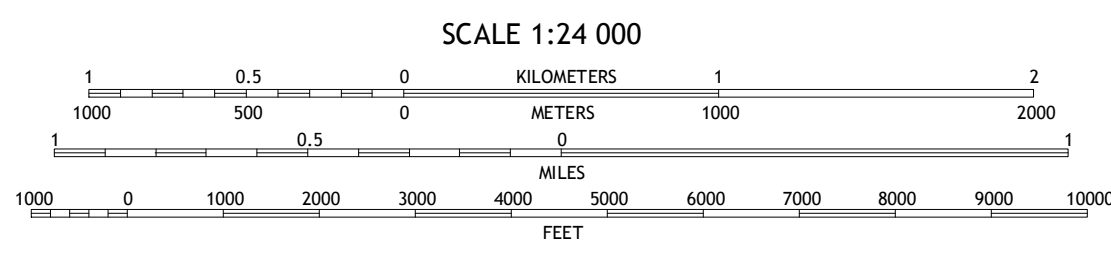 SCALE 1:24 000
1 0.5 0 KILOMETERS 1 2
1000 500 0 METERS 1000 2000
1 0.5 0 1
MILES
1000 0 1000 2000 3000 4000 5000 6000 7000 8000 9000 10000
FEET